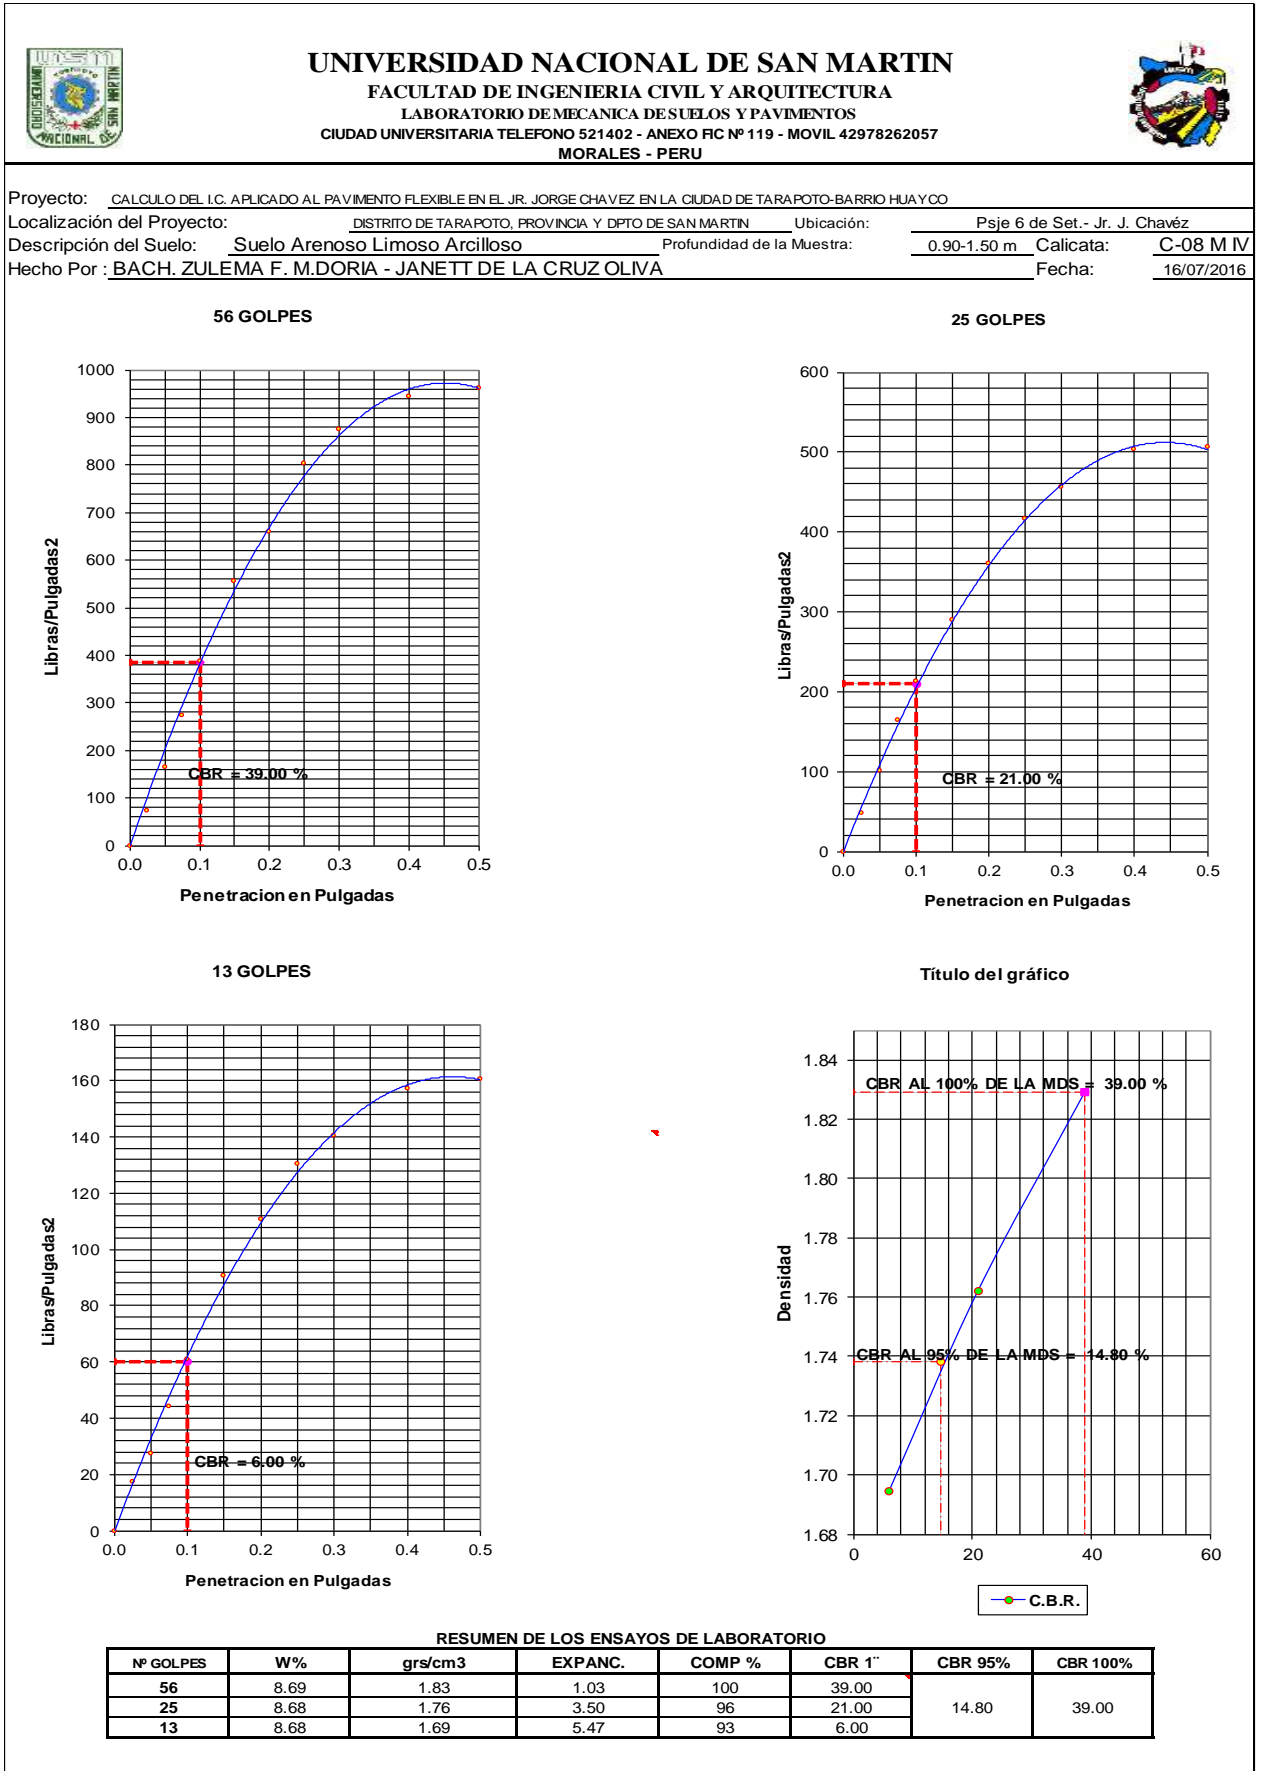 UNIVERSIDAD NACIONAL DE SAN MARTIN
FACULTAD DE INGENIERIA CIVIL Y ARQUITECTURA
LABORATORIO DE MECANICA DE SUELOS Y PAVIMENTOS
CIUDAD UNIVERSITARIA TELEFONO 521402 - ANEXO FIC Nº 119 - MOVIL 42978262057
MORALES - PERU
Proyecto: CALCULO DEL I.C. APLICADO AL PAVIMENTO FLEXIBLE EN EL JR. JORGE CHAVEZ EN LA CIUDAD DE TARAPOTO-BARRIO HUAYCO
Localización del Proyecto: DISTRITO DE TARAPOTO, PROVINCIA Y DPTO DE SAN MARTIN Ubicación: Psje 6 de Set.- Jr. J. Chavéz
Descripción del Suelo: Suelo Arenoso Limoso Arcilloso Profundidad de la Muestra: 0.90-1.50 m Calicata: C-08 M IV
Hecho Por : BACH. ZULEMA F. M.DORIA - JANETT DE LA CRUZ OLIVA Fecha: 16/07/2016
56 GOLPES
1000
900
800
700
600
500
400
300
200
100
0
Libras/Pulgadas2
CBR = 39.00 %
0.0 0.1 0.2 0.3 0.4 0.5
Penetracion en Pulgadas
25 GOLPES
600
500
400
300
200
100
0
Libras/Pulgadas2
CBR = 21.00 %
0.0 0.1 0.2 0.3 0.4 0.5
Penetracion en Pulgadas
13 GOLPES
180
160
140
120
100
80
60
40
20
0
Libras/Pulgadas2
CBR = 6.00 %
0.0 0.1 0.2 0.3 0.4 0.5
Penetracion en Pulgadas
Título del gráfico
1.84
1.82
1.80
1.78
1.76
1.74
1.72
1.70
1.68
Densidad
CBR AL 100% DE LA MDS = 39.00 %
CBR AL 95% DE LA MDS = 14.80 %
0 20 40 60
C.B.R.
RESUMEN DE LOS ENSAYOS DE LABORATORIO
Nº GOLPES W% grs/cm3 EXPANC. COMP % CBR 1¨ CBR 95% CBR 100%
56 8.69 1.83 1.03 100 39.00
25 8.68 1.76 3.50 96 21.00 14.80 39.00
13 8.68 1.69 5.47 93 6.00